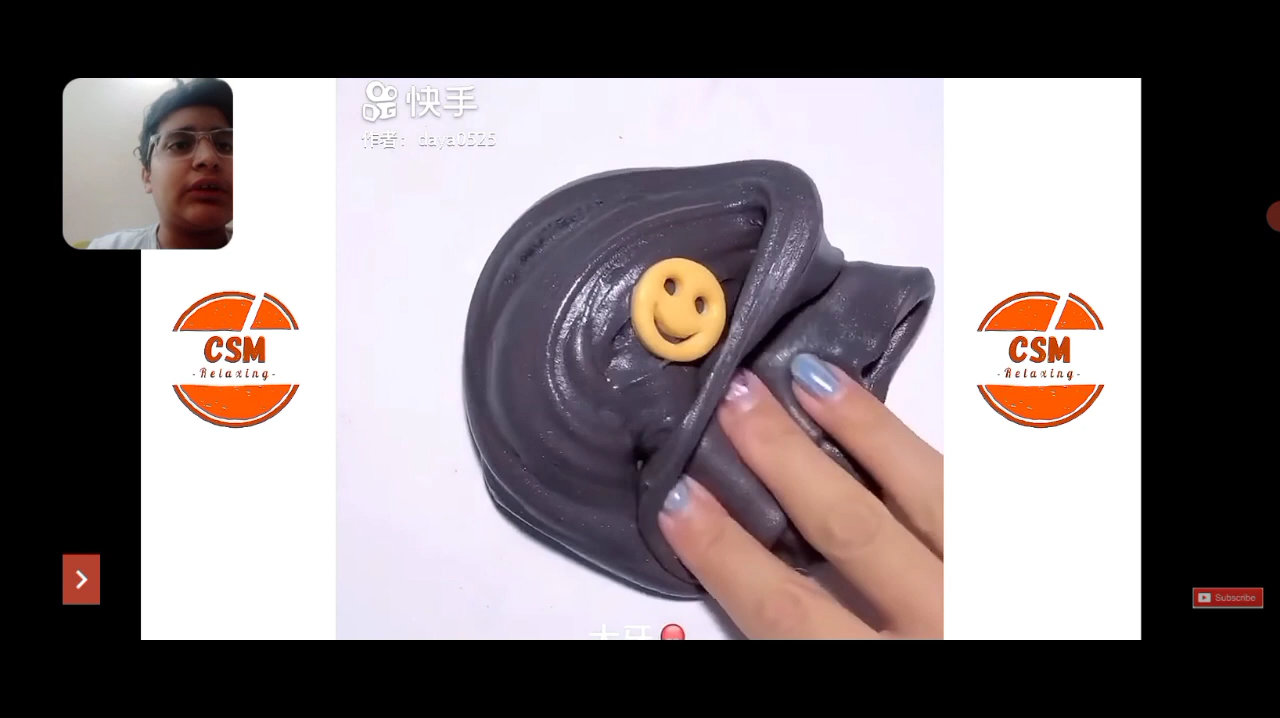 快手
作者：daya0525
CSM
-Relaxing-
CSM
-Relaxing-
Subscribe